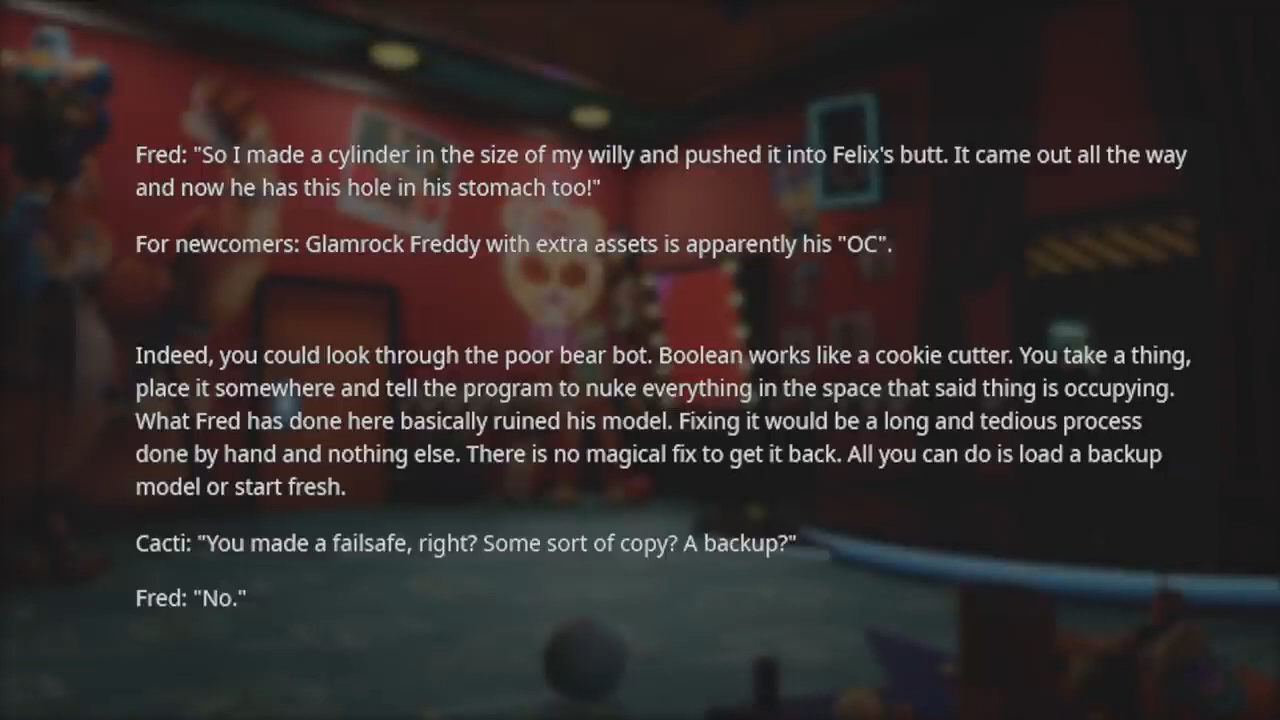 Fred: "So I made a cylinder in the size of my willy and pushed it into Felix's butt. It came out all the way
and now he has this hole in his stomach too!"
For newcomers: Glamrock Freddy with extra assets is apparently his "OC".
Indeed, you could look through the poor bear bot. Boolean works like a cookie cutter. You take a thing,
place it somewhere and tell the program to nuke everything in the space that said thing is occupying.
What Fred has done here basically ruined his model. Fixing it would be a long and tedious process
done by hand and nothing else. There is no magical fix to get it back. All you can do is load a backup
model or start fresh.
Cacti: "You made a failsafe, right? Some sort of copy? A backup?"
Fred: "No."